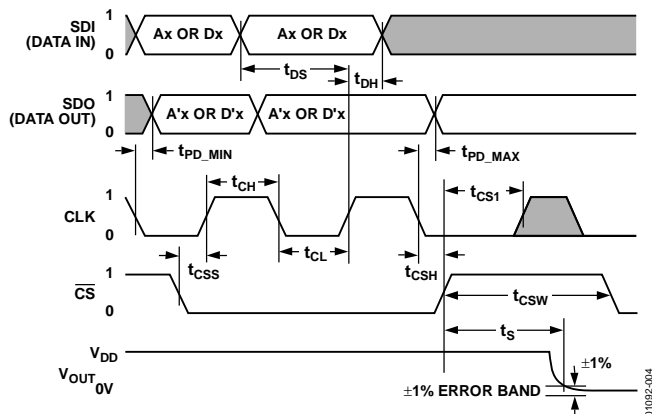 SDI
(DATA IN)
1
0
Ax OR Dx
Ax OR Dx
tDS
tDH
SDO
(DATA OUT)
1
0
A'x OR D'x
A'x OR D'x
tPD_MIN
tPD_MAX
CLK
1
0
tCH
tCS1
tCL
tCSS
tCSH
CS
1
0
tCSW
tS
VOUT
VDD
0V
±1%
±1% ERROR BAND
01092-004